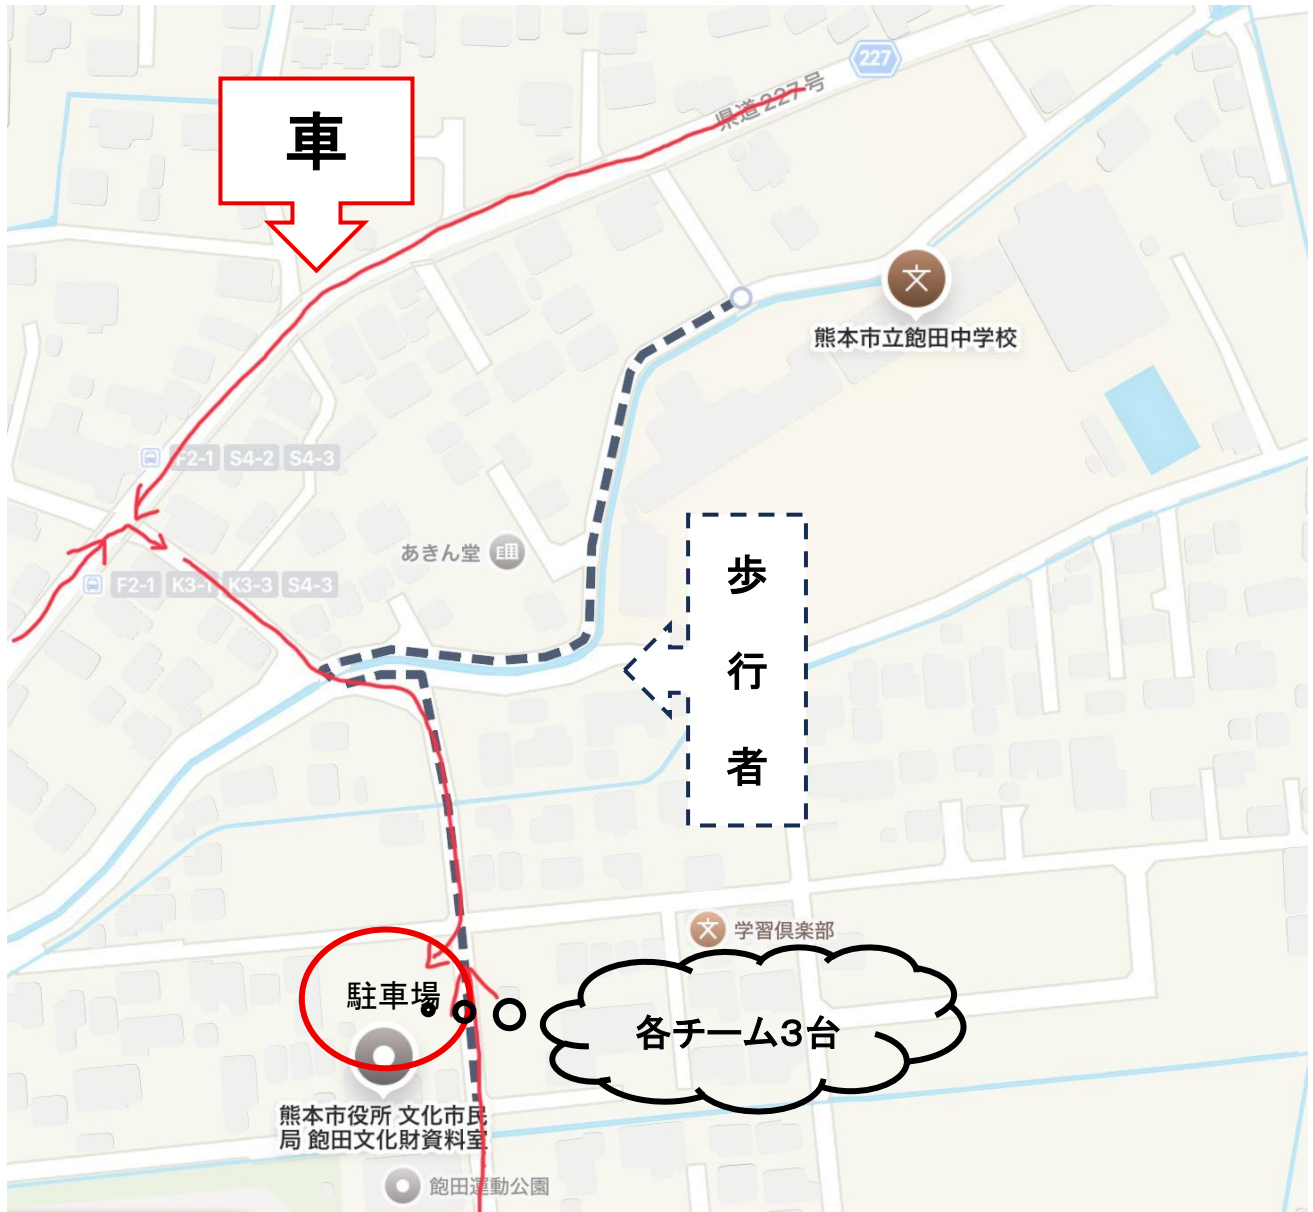 227
県道227号
車
熊本市立飽田中学校
F2-1 S4-2 S4-3
あきん堂
F2-1 K3-1 K3-3 S4-3
歩
行
者
学習倶楽部
駐車場
各チーム３台
熊本市役所 文化市民
局 飽田文化財資料室
飽田運動公園